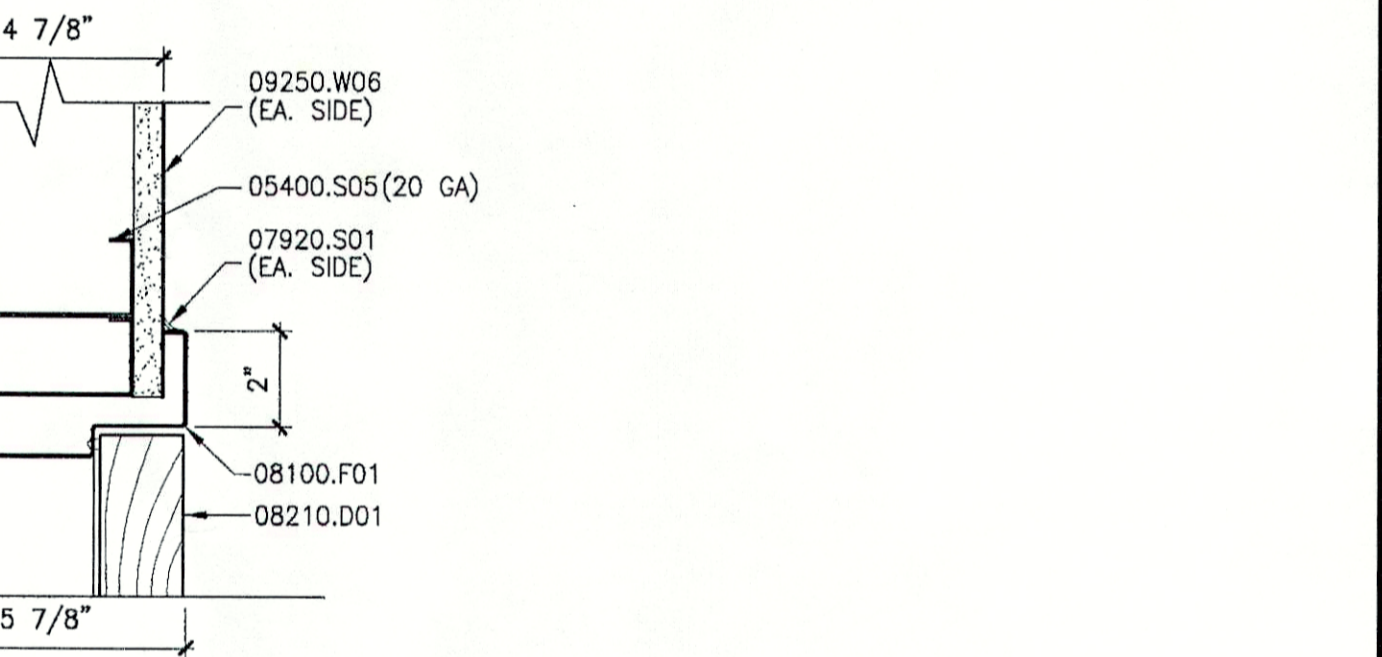 4 7/8"
09250.W06
(EA. SIDE)
05400.S05(20 GA)
07920.S01
(EA. SIDE)
2"
08100.F01
08210.D01
5 7/8"